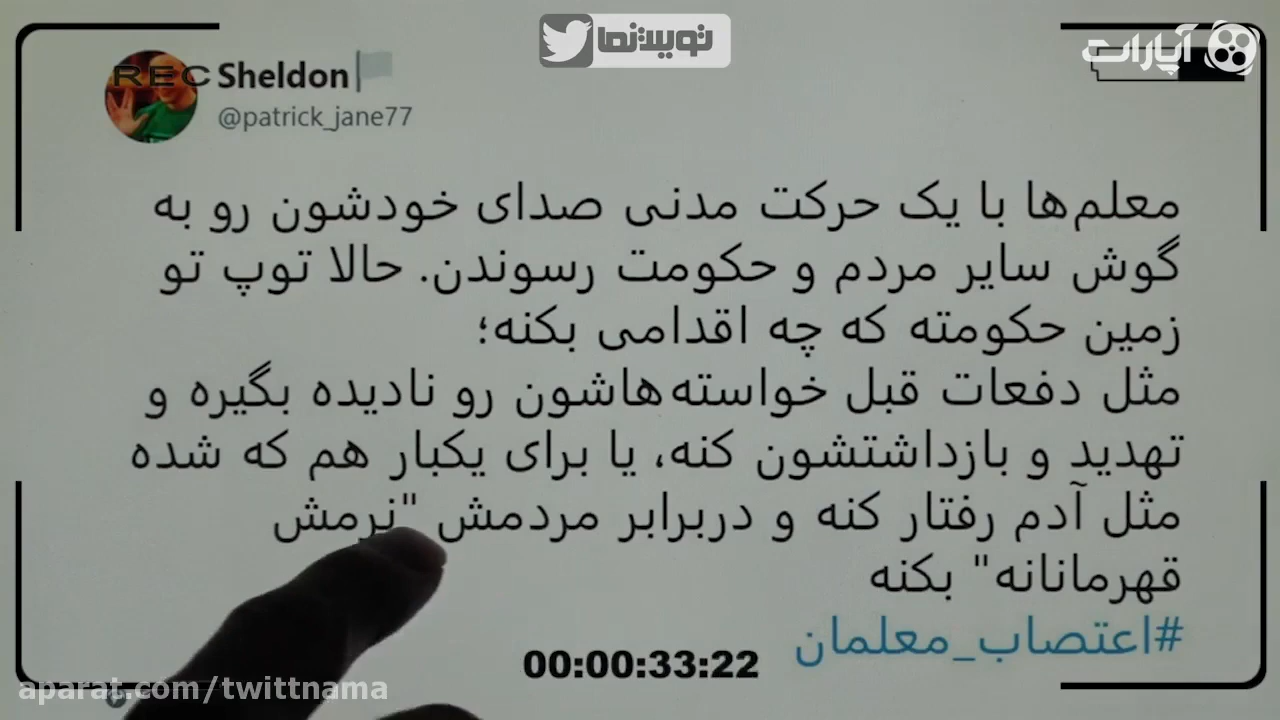 توییتنما
آپارات
REC
Sheldon
@patrick_jane77
معلم‌ها با یک حرکت مدنی صدای خودشون رو به
گوش سایر مردم و حکومت رسوندن. حالا توپ تو
زمین حکومته که چه اقدامی بکنه؛
مثل دفعات قبل خواسته‌هاشون رو نادیده بگیره و
تهدید و بازداشتشون کنه، یا برای یکبار هم که شده
مثل آدم رفتار کنه و دربرابر مردمش "نرمش
قهرمانانه" بکنه
#اعتصاب_معلمان
00:00:33:22
aparat.com/twittnama